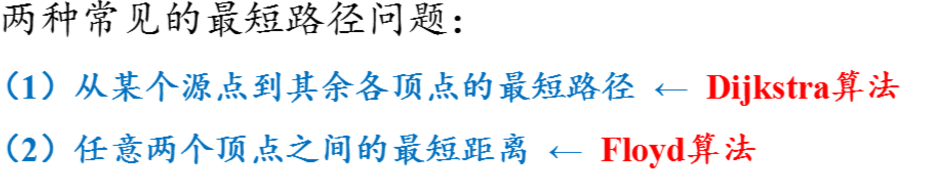 两种常见的最短路径问题：
（1）从某个源点到其余各顶点的最短路径 ← Dijkstra算法
（2）任意两个顶点之间的最短距离 ← Floyd算法